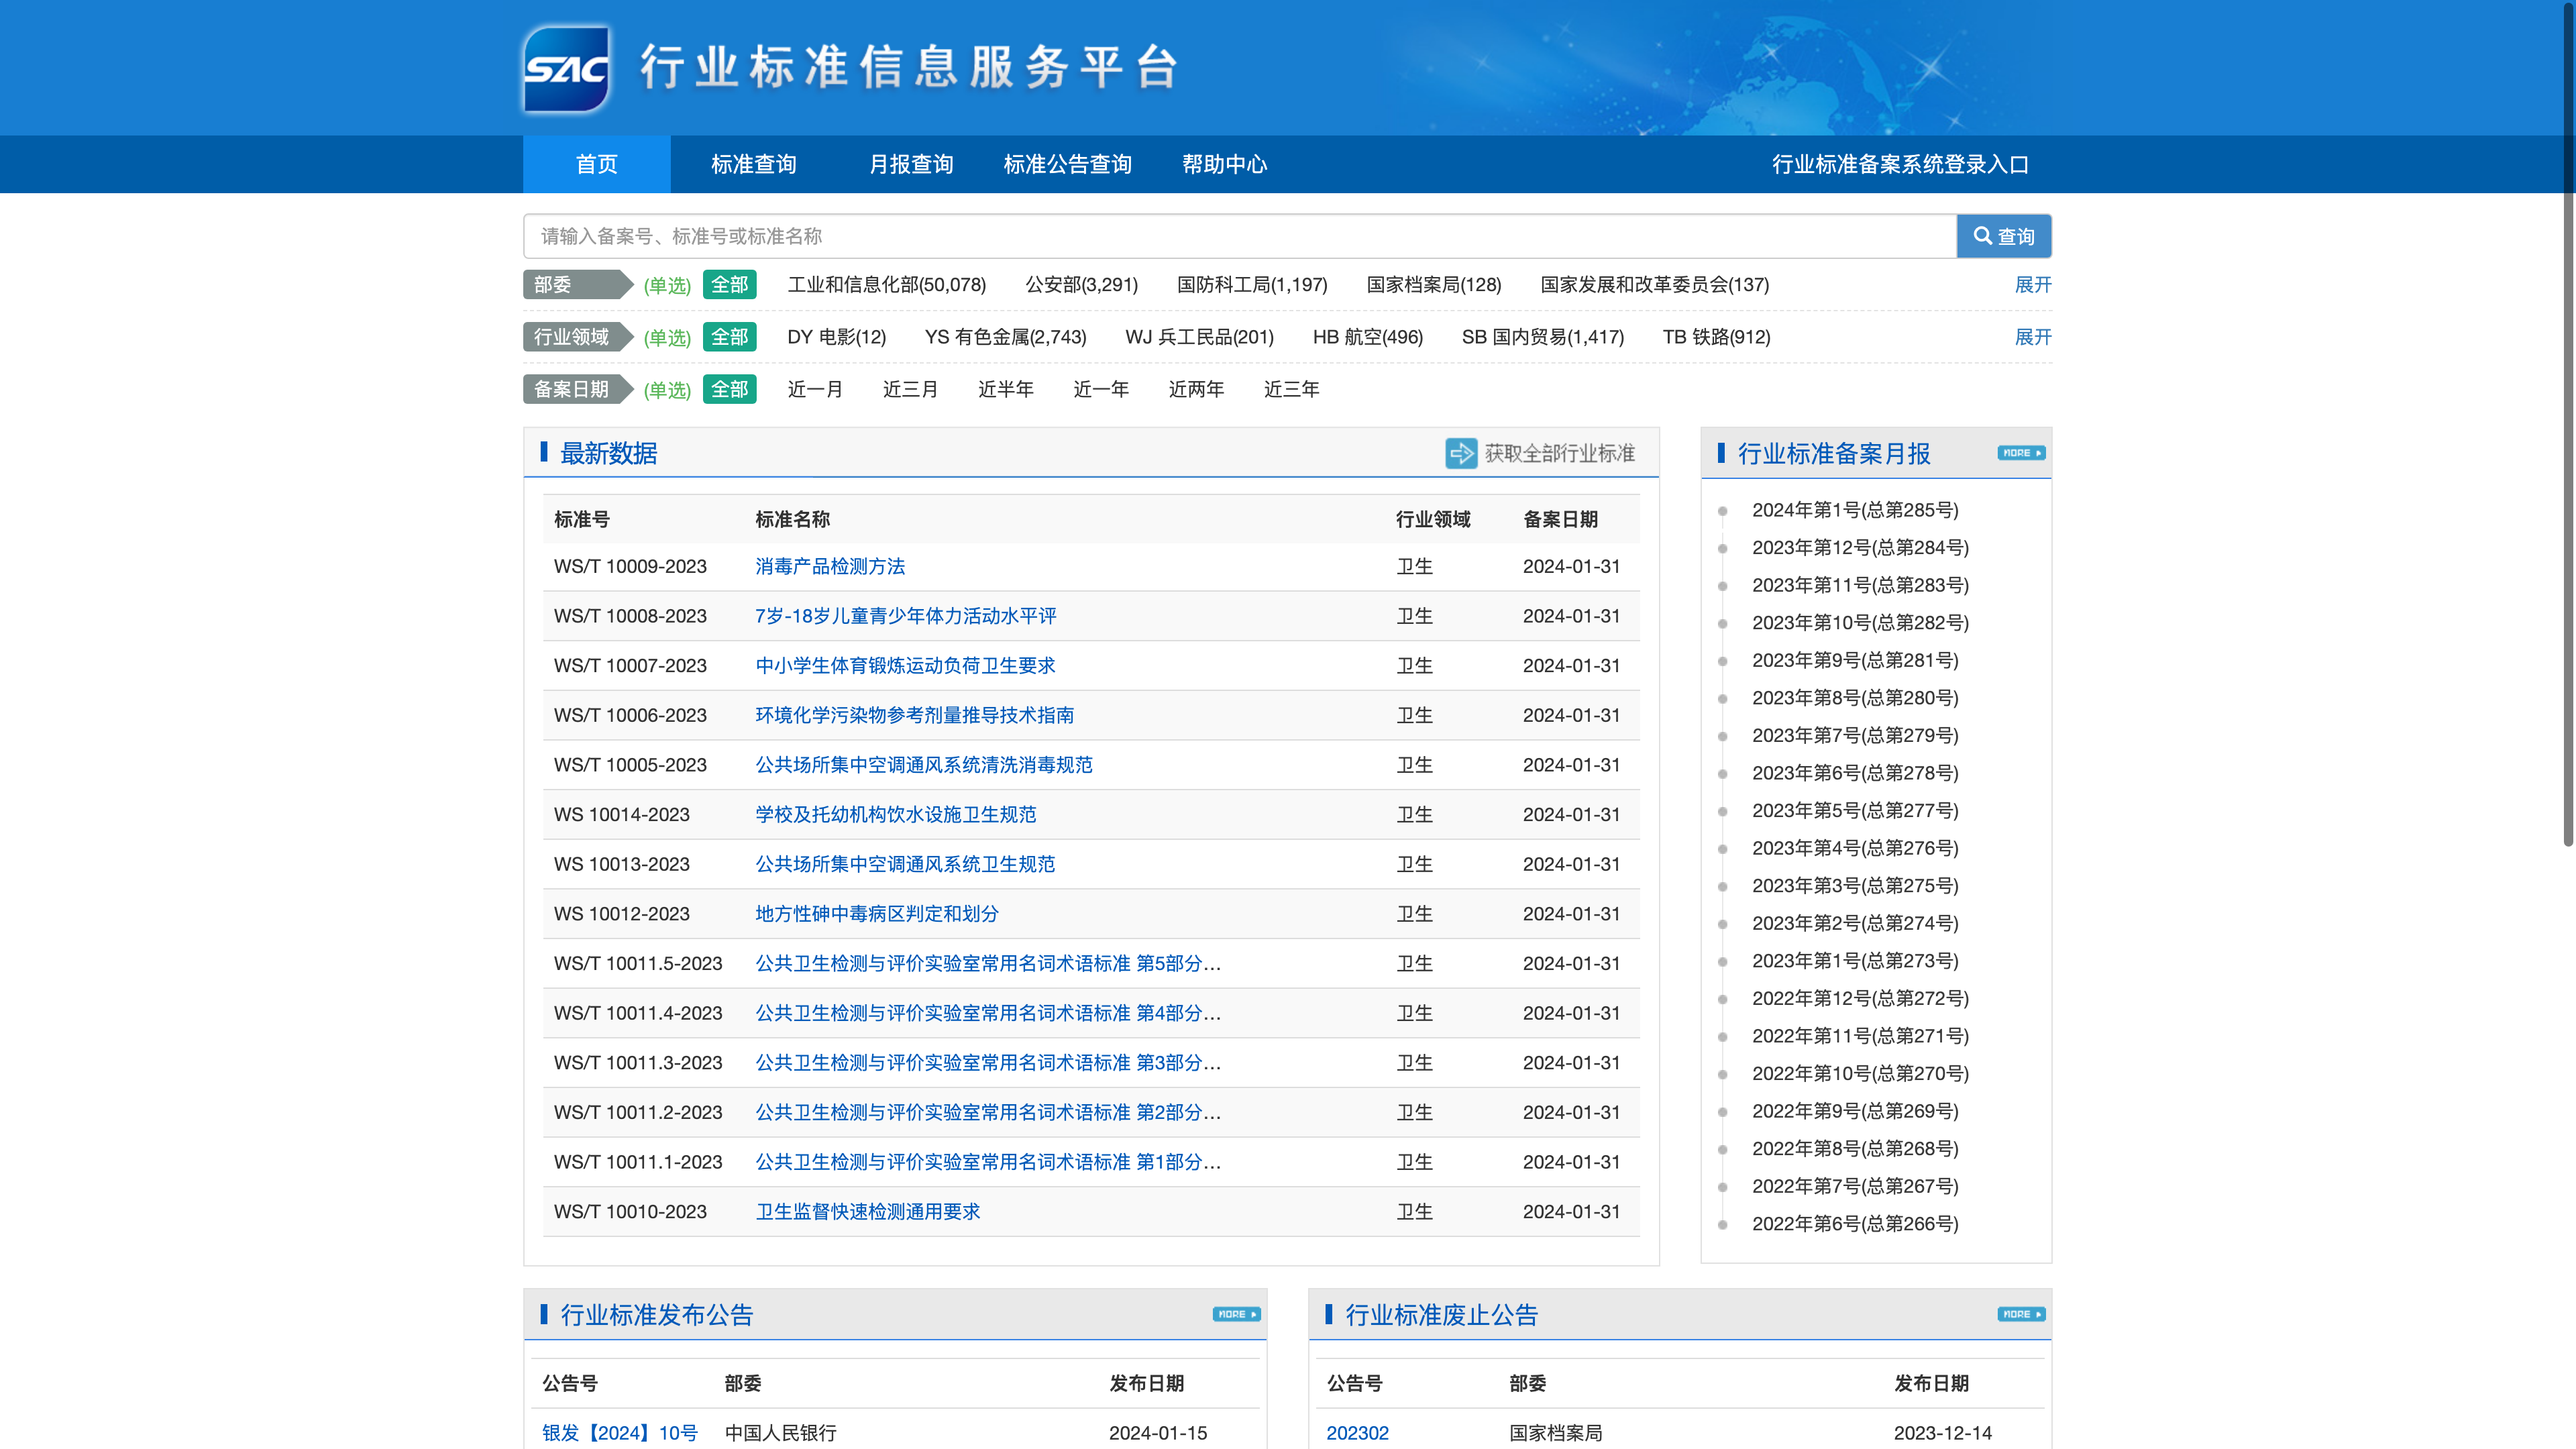 SAC 行业标准信息服务平台
首页 标准查询 月报查询 标准公告查询 帮助中心 行业标准备案系统登录入口
请输入备案号、标准号或标准名称 查询
部委 (单选) 全部 工业和信息化部(50,078) 公安部(3,291) 国防科工局(1,197) 国家档案局(128) 国家发展和改革委员会(137) 展开
行业领域 (单选) 全部 DY 电影(12) YS 有色金属(2,743) WJ 兵工民品(201) HB 航空(496) SB 国内贸易(1,417) TB 铁路(912) 展开
备案日期 (单选) 全部 近一月 近三月 近半年 近一年 近两年 近三年
最新数据 获取全部行业标准
标准号 标准名称 行业领域 备案日期
WS/T 10009-2023 消毒产品检测方法 卫生 2024-01-31
WS/T 10008-2023 7岁-18岁儿童青少年体力活动水平评 卫生 2024-01-31
WS/T 10007-2023 中小学生体育锻炼运动负荷卫生要求 卫生 2024-01-31
WS/T 10006-2023 环境化学污染物参考剂量推导技术指南 卫生 2024-01-31
WS/T 10005-2023 公共场所集中空调通风系统清洗消毒规范 卫生 2024-01-31
WS 10014-2023 学校及托幼机构饮水设施卫生规范 卫生 2024-01-31
WS 10013-2023 公共场所集中空调通风系统卫生规范 卫生 2024-01-31
WS 10012-2023 地方性砷中毒病区判定和划分 卫生 2024-01-31
WS/T 10011.5-2023 公共卫生检测与评价实验室常用名词术语标准 第5部分... 卫生 2024-01-31
WS/T 10011.4-2023 公共卫生检测与评价实验室常用名词术语标准 第4部分... 卫生 2024-01-31
WS/T 10011.3-2023 公共卫生检测与评价实验室常用名词术语标准 第3部分... 卫生 2024-01-31
WS/T 10011.2-2023 公共卫生检测与评价实验室常用名词术语标准 第2部分... 卫生 2024-01-31
WS/T 10011.1-2023 公共卫生检测与评价实验室常用名词术语标准 第1部分... 卫生 2024-01-31
WS/T 10010-2023 卫生监督快速检测通用要求 卫生 2024-01-31
行业标准备案月报 MORE
2024年第1号(总第285号)
2023年第12号(总第284号)
2023年第11号(总第283号)
2023年第10号(总第282号)
2023年第9号(总第281号)
2023年第8号(总第280号)
2023年第7号(总第279号)
2023年第6号(总第278号)
2023年第5号(总第277号)
2023年第4号(总第276号)
2023年第3号(总第275号)
2023年第2号(总第274号)
2023年第1号(总第273号)
2022年第12号(总第272号)
2022年第11号(总第271号)
2022年第10号(总第270号)
2022年第9号(总第269号)
2022年第8号(总第268号)
2022年第7号(总第267号)
2022年第6号(总第266号)
行业标准发布公告 MORE
公告号 部委 发布日期
银发【2024】10号 中国人民银行 2024-01-15
行业标准废止公告 MORE
公告号 部委 发布日期
202302 国家档案局 2023-12-14